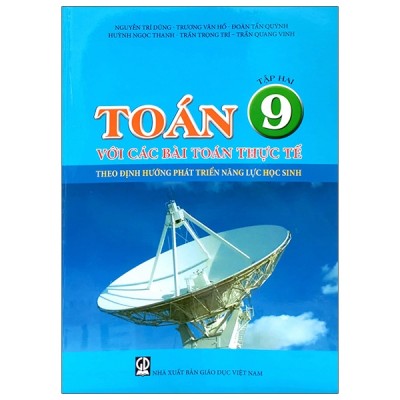 NGUYỄN TRÍ DŨNG - TRƯƠNG VĂN HỔ - ĐOÀN TẤN QUỲNH
HUỲNH NGỌC THANH - TRẦN TRỌNG TRÍ - TRẦN QUANG VINH
TẬP HAI
TOÁN 9
VỚI CÁC BÀI TOÁN THỰC TẾ
THEO ĐỊNH HƯỚNG PHÁT TRIỂN NĂNG LỰC HỌC SINH
NHÀ XUẤT BẢN GIÁO DỤC VIỆT NAM